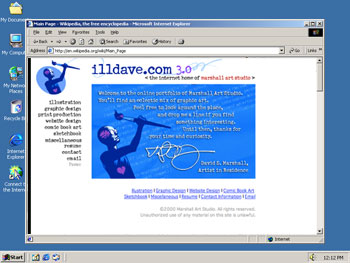 My Documents
My Computer
My Network
Places
Recycle Bin
Internet
Explorer
Connect to
the Internet
Main Page - Wikipedia, the free encyclopedia - Microsoft Internet Explorer
File Edit View Favorites Tools Help
Back Search Favorites History
Address http://en.wikipedia.org/wiki/Main_Page Go Links
illdave.com 3.0
< the internet home of marshall art studio >
illustration
graphic design
print production
website design
comic book art
sketchbook
miscellaneous
resume
contact
email
home
Welcome to the online portfolio of Marshall Art Studio.
You'll find an eclectic mix of graphic art.
Feel free to look around the place,
and drop me a line if you find
something interesting.
Until then, thanks for
your time and curiosity.
David S. Marshall,
Artist in Residence
Illustration | Graphic Design | Website Design | Comic Book Art
Sketchbook | Miscellaneous | Resume | Contact Information | Email
©2000 Marshall Art Studio. All rights reserved.
Unauthorized use of any material on this site is unlawful.
Internet
Start
12:12 PM